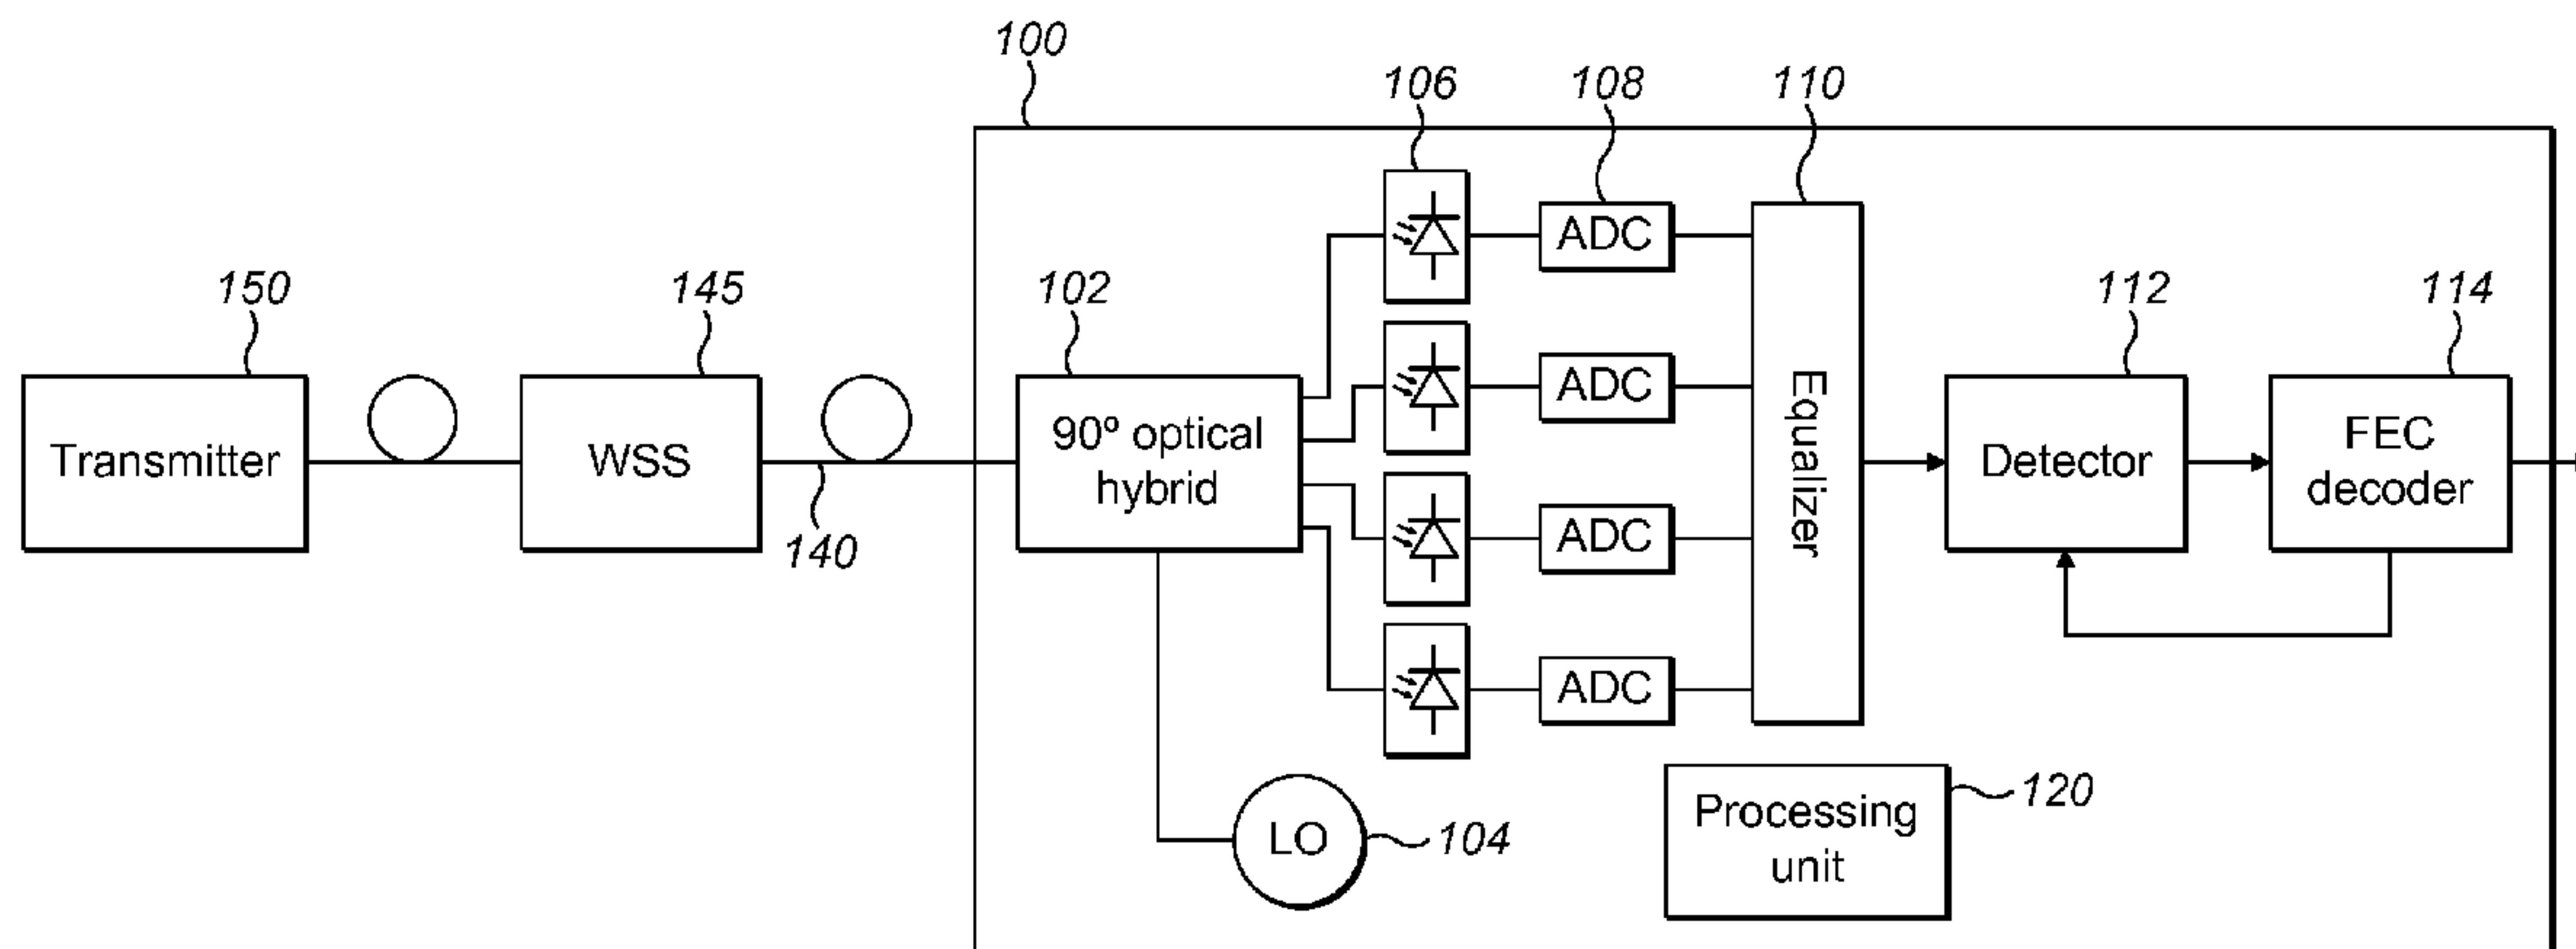 100
106
108
110
150
145
102
112
114
ADC
Transmitter
WSS
90º optical
hybrid
ADC
Equalizer
Detector
FEC
decoder
140
ADC
ADC
LO
104
Processing
unit
120